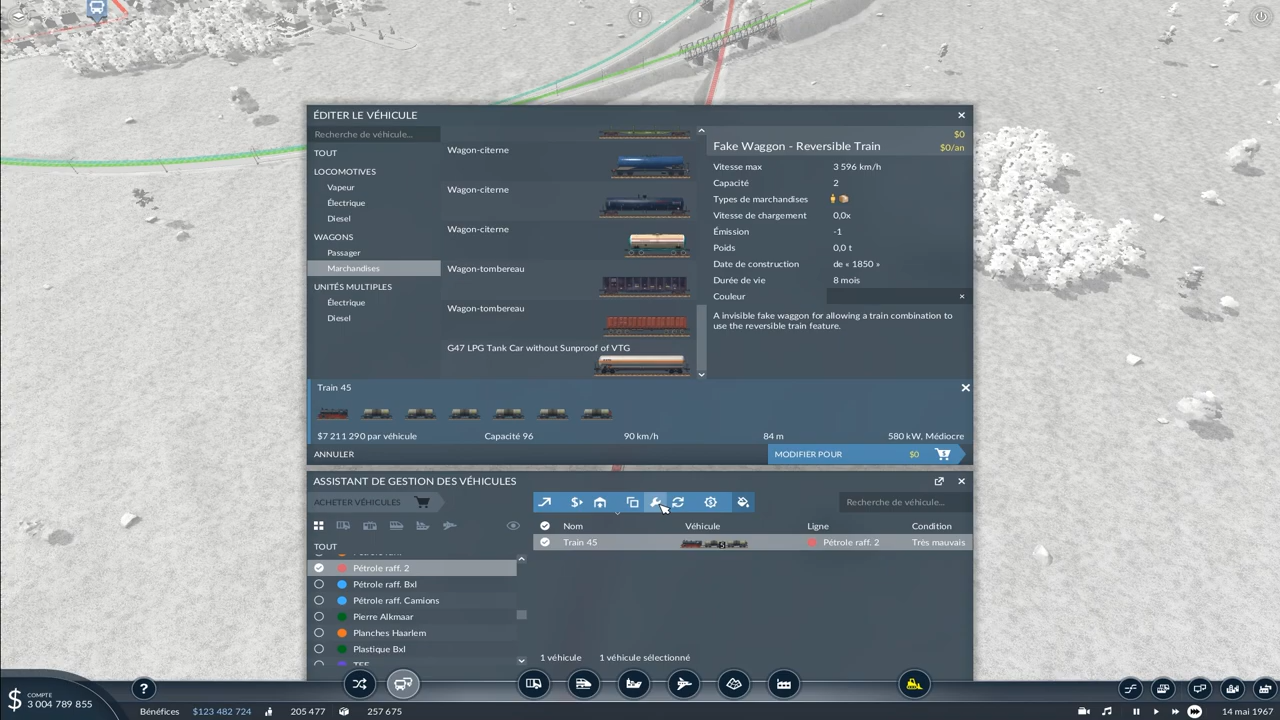 ÉDITER LE VÉHICULE
Recherche de véhicule...
TOUT
LOCOMOTIVES
Vapeur
Électrique
Diesel
WAGONS
Passager
Marchandises
UNITÉS MULTIPLES
Électrique
Diesel
Wagon-citerne
Wagon-citerne
Wagon-citerne
Wagon-tombereau
Wagon-tombereau
G47 LPG Tank Car without Sunproof of VTG
$0
Fake Waggon - Reversible Train
$0/an
Vitesse max 3 596 km/h
Capacité 2
Types de marchandises
Vitesse de chargement 0,0x
Émission -1
Poids 0,0 t
Date de construction de « 1850 »
Durée de vie 8 mois
Couleur
A invisible fake waggon for allowing a train combination to
use the reversible train feature.
Train 45
$7 211 290 par véhicule Capacité 96 90 km/h 84 m 580 kW, Médiocre
ANNULER MODIFIER POUR $0
ASSISTANT DE GESTION DES VÉHICULES
ACHETER VÉHICULES
Recherche de véhicule...
TOUT
Pétrole raff. 2
Pétrole raff. Bxl
Pétrole raff. Camions
Pierre Alkmaar
Planches Haarlem
Plastique Bxl
Nom Véhicule Ligne Condition
Train 45 5 Pétrole raff. 2 Très mauvais
1 véhicule 1 véhicule sélectionné
$ COMPTE
3 004 789 855
?
Bénéfices $123 482 724 205 477 257 675
14 mai 1967